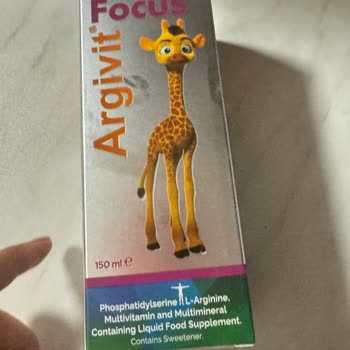 Focus
Argivit®
150 ml e
Phosphatidylserine L-Arginine,
Multivitamin and Multimineral
Containing Liquid Food Supplement.
Contains Sweetener.